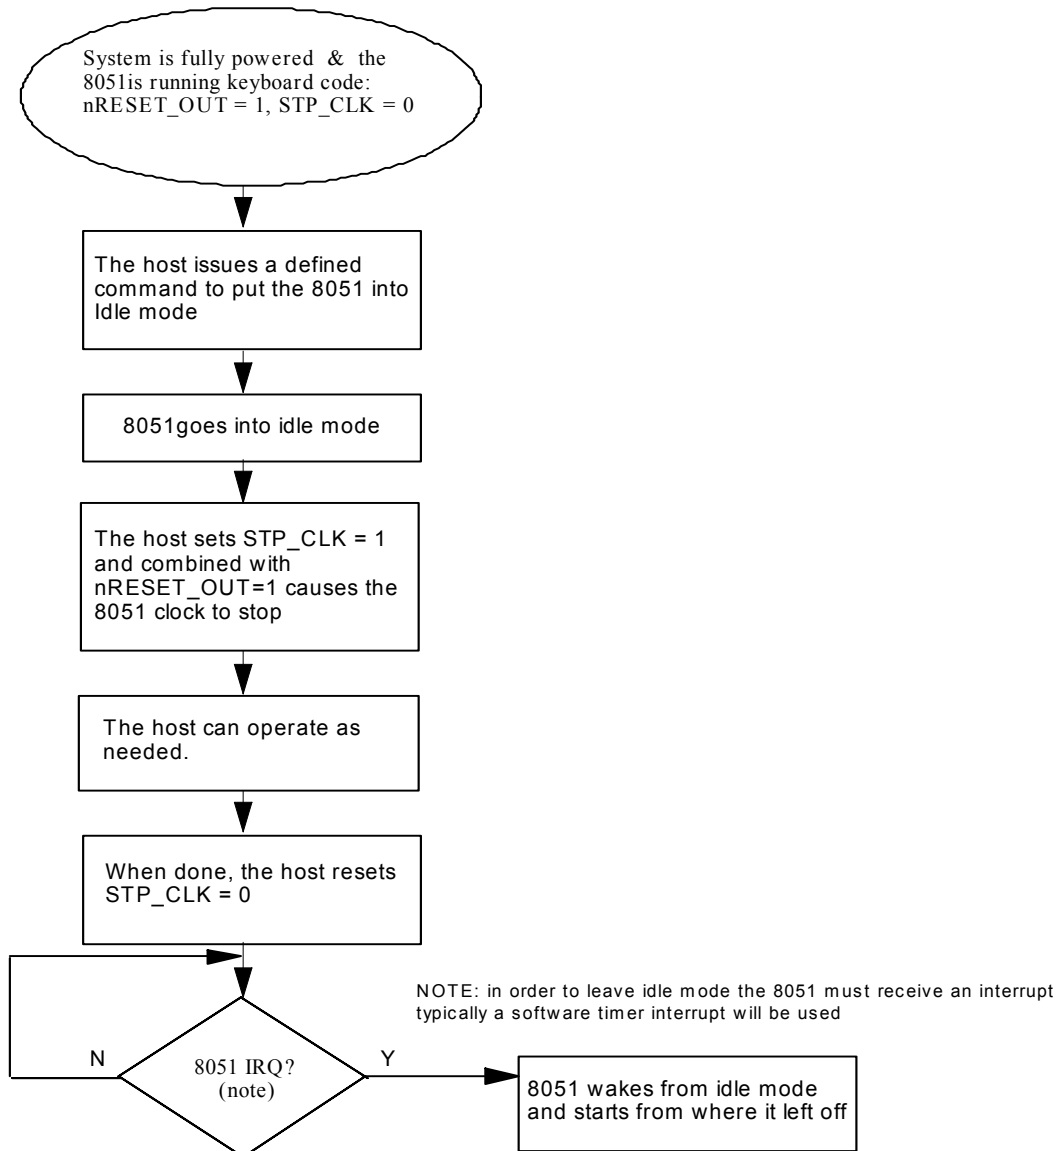 System is fully powered & the
8051is running keyboard code:
nRESET_OUT = 1, STP_CLK = 0
The host issues a defined
command to put the 8051 into
Idle mode
8051goes into idle mode
The host sets STP_CLK = 1
and combined with
nRESET_OUT=1 causes the
8051 clock to stop
The host can operate as
needed.
When done, the host resets
STP_CLK = 0
NOTE: in order to leave idle mode the 8051 must receive an interrupt
typically a software timer interrupt will be used
N
8051 IRQ?
(note)
Y
8051 wakes from idle mode
and starts from where it left off